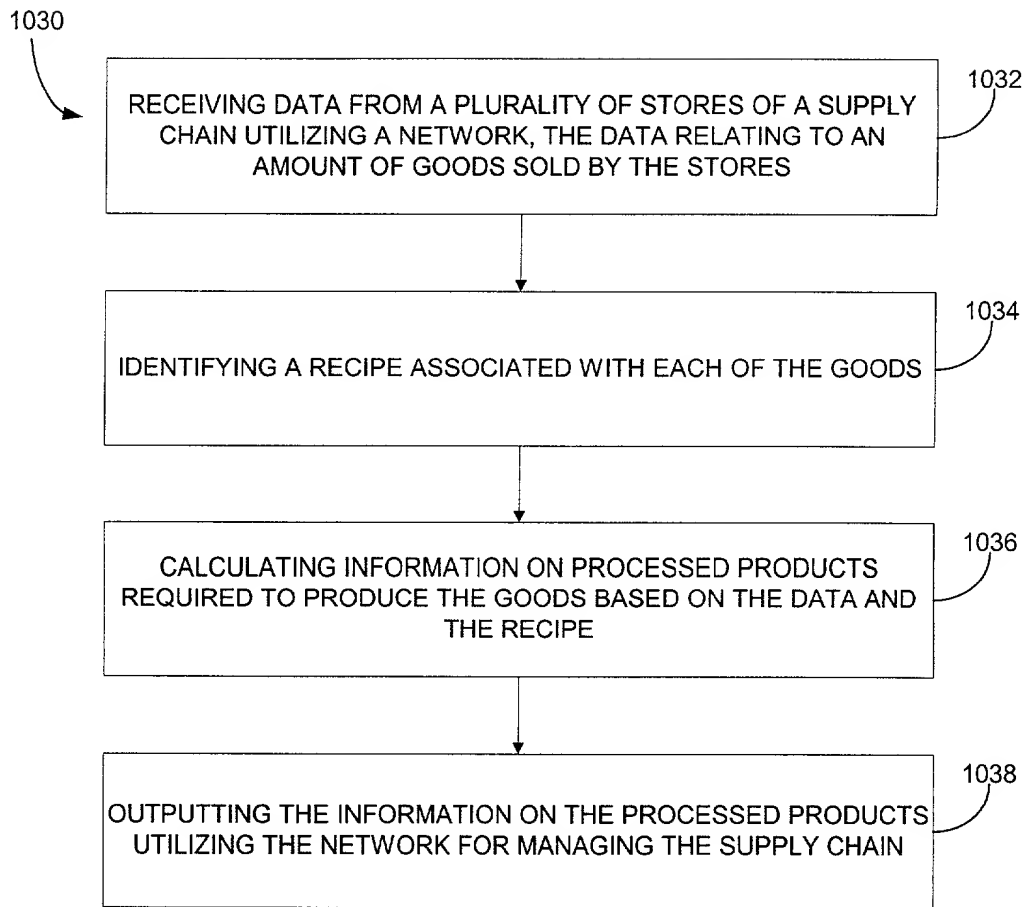 1030
1032
RECEIVING DATA FROM A PLURALITY OF STORES OF A SUPPLY
CHAIN UTILIZING A NETWORK, THE DATA RELATING TO AN
AMOUNT OF GOODS SOLD BY THE STORES
1034
IDENTIFYING A RECIPE ASSOCIATED WITH EACH OF THE GOODS
1036
CALCULATING INFORMATION ON PROCESSED PRODUCTS
REQUIRED TO PRODUCE THE GOODS BASED ON THE DATA AND
THE RECIPE
1038
OUTPUTTING THE INFORMATION ON THE PROCESSED PRODUCTS
UTILIZING THE NETWORK FOR MANAGING THE SUPPLY CHAIN